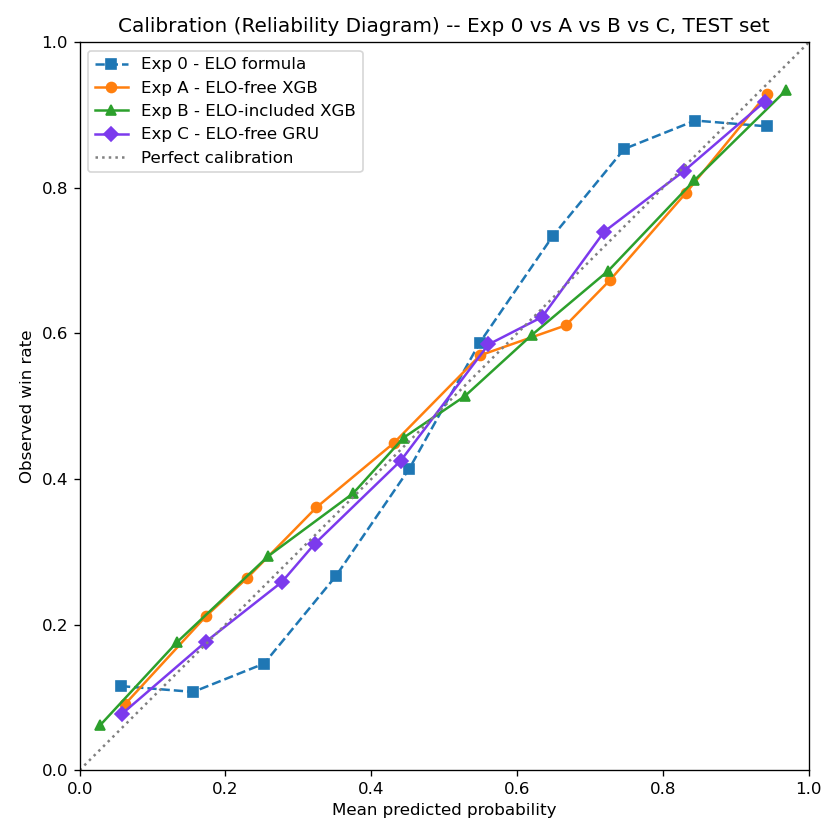 Calibration (Reliability Diagram) -- Exp 0 vs A vs B vs C, TEST set
Exp 0 - ELO formula
Exp A - ELO-free XGB
Exp B - ELO-included XGB
Exp C - ELO-free GRU
Perfect calibration
Observed win rate
1.0
0.8
0.6
0.4
0.2
0.0
0.0 0.2 0.4 0.6 0.8 1.0
Mean predicted probability